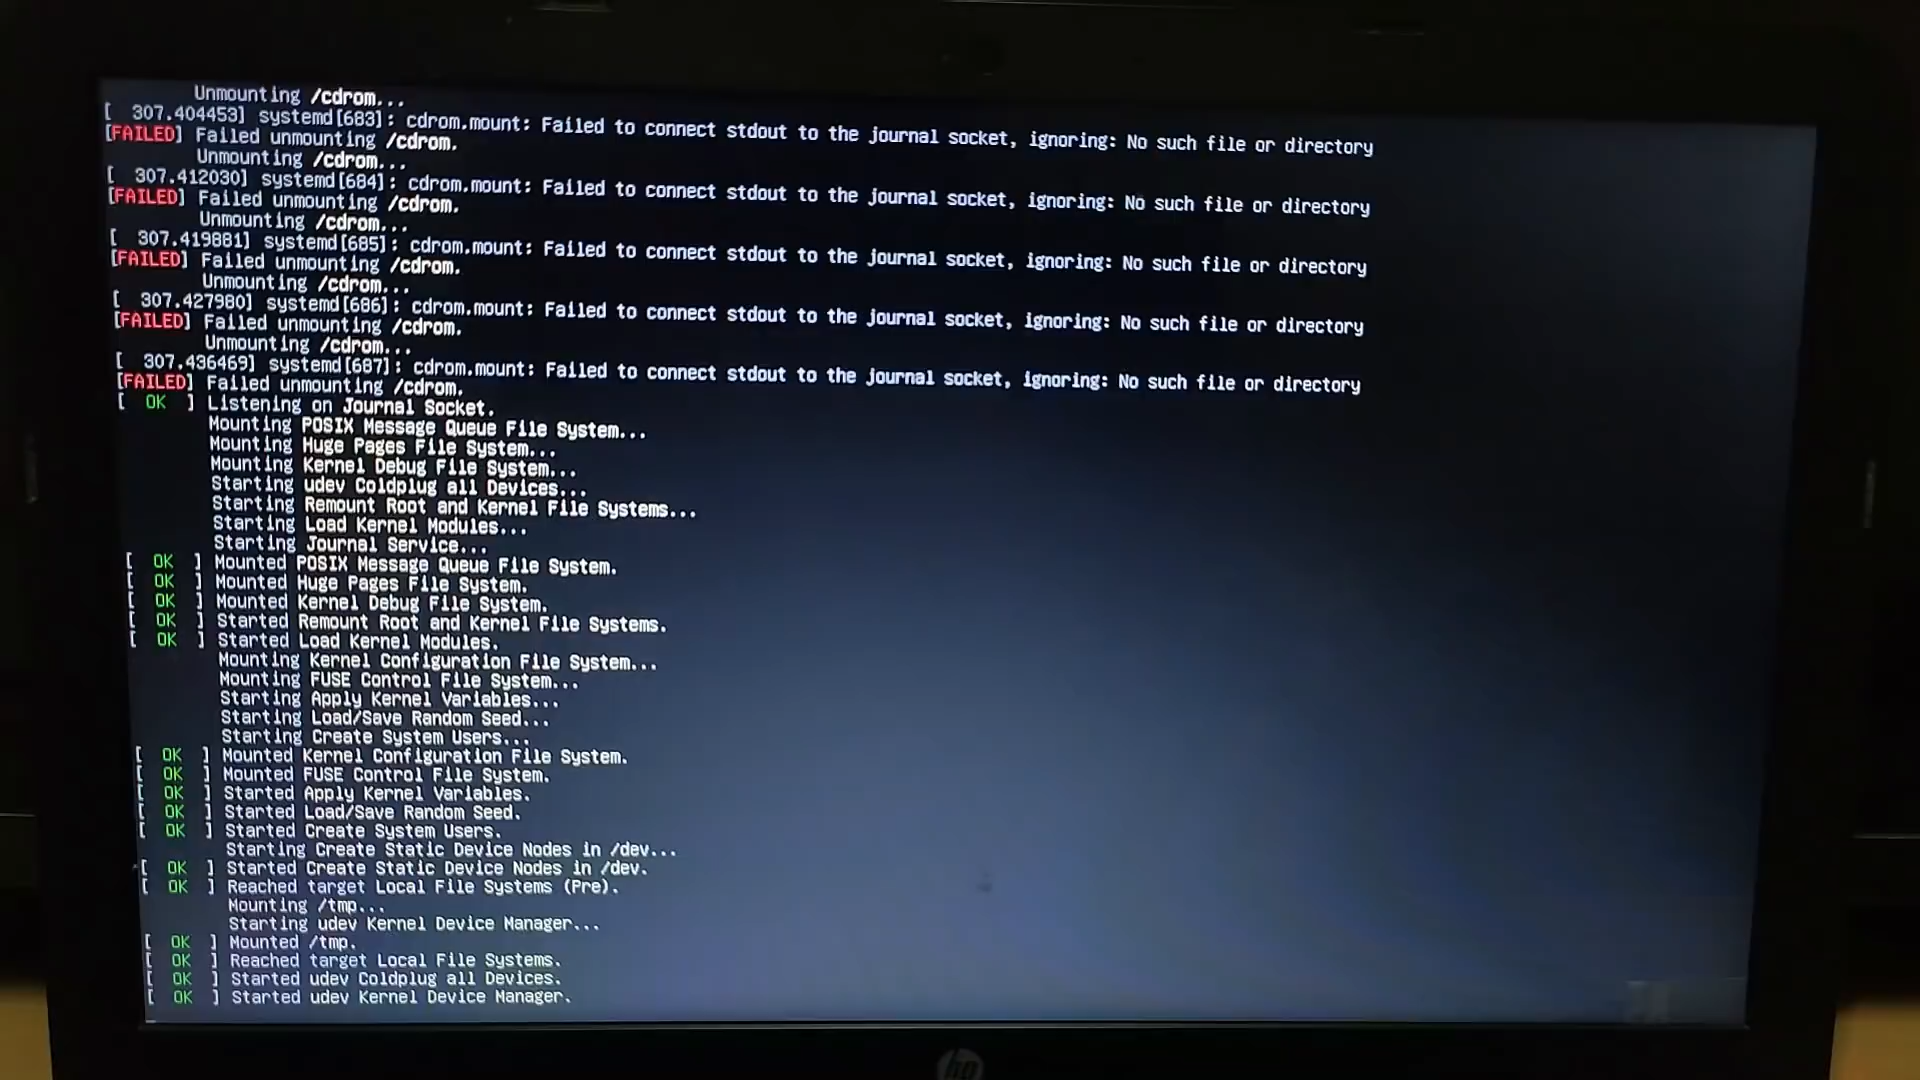 Unmounting /cdrom...
[  307.404453] systemd[683]: cdrom.mount: Failed to connect stdout to the journal socket, ignoring: No such file or directory
[FAILED] Failed unmounting /cdrom.
Unmounting /cdrom...
[  307.412030] systemd[684]: cdrom.mount: Failed to connect stdout to the journal socket, ignoring: No such file or directory
[FAILED] Failed unmounting /cdrom.
Unmounting /cdrom...
[  307.419881] systemd[685]: cdrom.mount: Failed to connect stdout to the journal socket, ignoring: No such file or directory
[FAILED] Failed unmounting /cdrom.
Unmounting /cdrom...
[  307.427980] systemd[686]: cdrom.mount: Failed to connect stdout to the journal socket, ignoring: No such file or directory
[FAILED] Failed unmounting /cdrom.
Unmounting /cdrom...
[  307.436469] systemd[687]: cdrom.mount: Failed to connect stdout to the journal socket, ignoring: No such file or directory
[FAILED] Failed unmounting /cdrom.
[  OK  ] Listening on Journal Socket.
Mounting POSIX Message Queue File System...
Mounting Huge Pages File System...
Mounting Kernel Debug File System...
Starting udev Coldplug all Devices...
Starting Remount Root and Kernel File Systems...
Starting Load Kernel Modules...
Starting Journal Service...
[  OK  ] Mounted POSIX Message Queue File System.
[  OK  ] Mounted Huge Pages File System.
[  OK  ] Mounted Kernel Debug File System.
[  OK  ] Started Remount Root and Kernel File Systems.
[  OK  ] Started Load Kernel Modules.
Mounting Kernel Configuration File System...
Mounting FUSE Control File System...
Starting Apply Kernel Variables...
Starting Load/Save Random Seed...
Starting Create System Users...
[  OK  ] Mounted Kernel Configuration File System.
[  OK  ] Mounted FUSE Control File System.
[  OK  ] Started Apply Kernel Variables.
[  OK  ] Started Load/Save Random Seed.
[  OK  ] Started Create System Users.
Starting Create Static Device Nodes in /dev...
[  OK  ] Started Create Static Device Nodes in /dev.
[  OK  ] Reached target Local File Systems (Pre).
Mounting /tmp...
Starting udev Kernel Device Manager...
[  OK  ] Mounted /tmp.
[  OK  ] Reached target Local File Systems.
[  OK  ] Started udev Coldplug all Devices.
[  OK  ] Started udev Kernel Device Manager.
hp